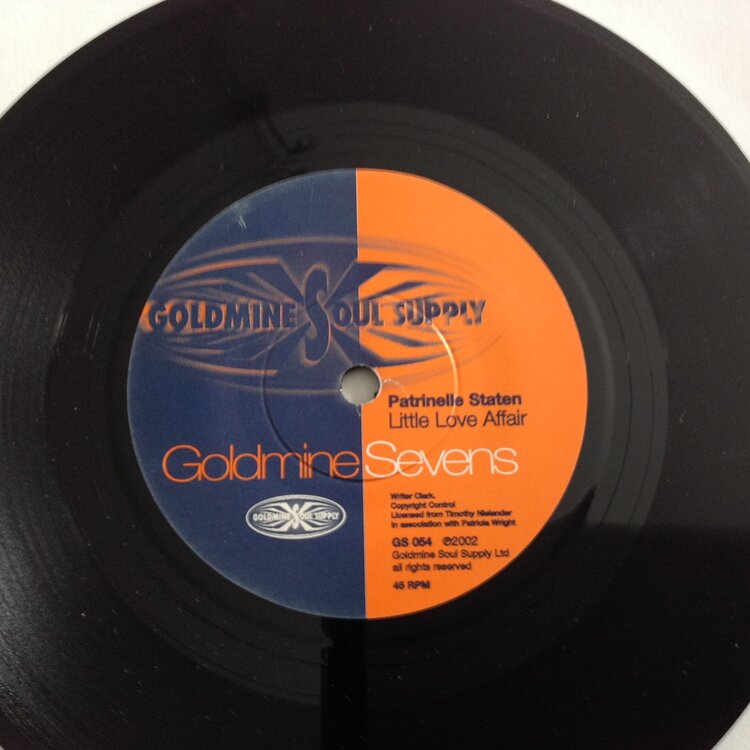 GOLDMINE SOUL SUPPLY
Patrinelle Staten
Little Love Affair
Goldmine Sevens
GOLDMINE SOUL SUPPLY
Writer Clark.
Copyright Control
Licensed from Timothy Nielander
in association with Patricia Wright
GS 054 ℗2002
Goldmine Soul Supply Ltd
all rights reserved
45 RPM